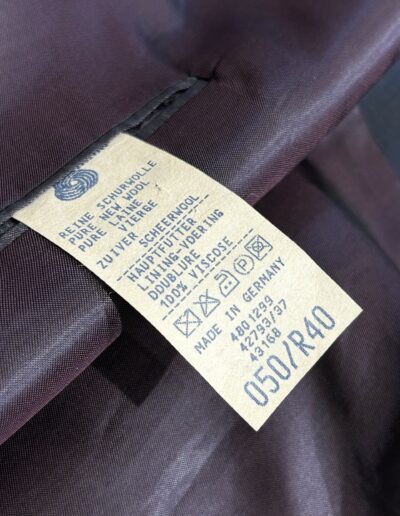 REINE SCHURWOLLE
PURE NEW WOOL
PURE LAINE VIERGE
ZUIVER SCHEERWOOL
HAUPTFUTTER
LINING-VOERING
DOUBLURE
100% VISCOSE
P
MADE IN GERMANY
4801299
42793/37
43168
050/R40